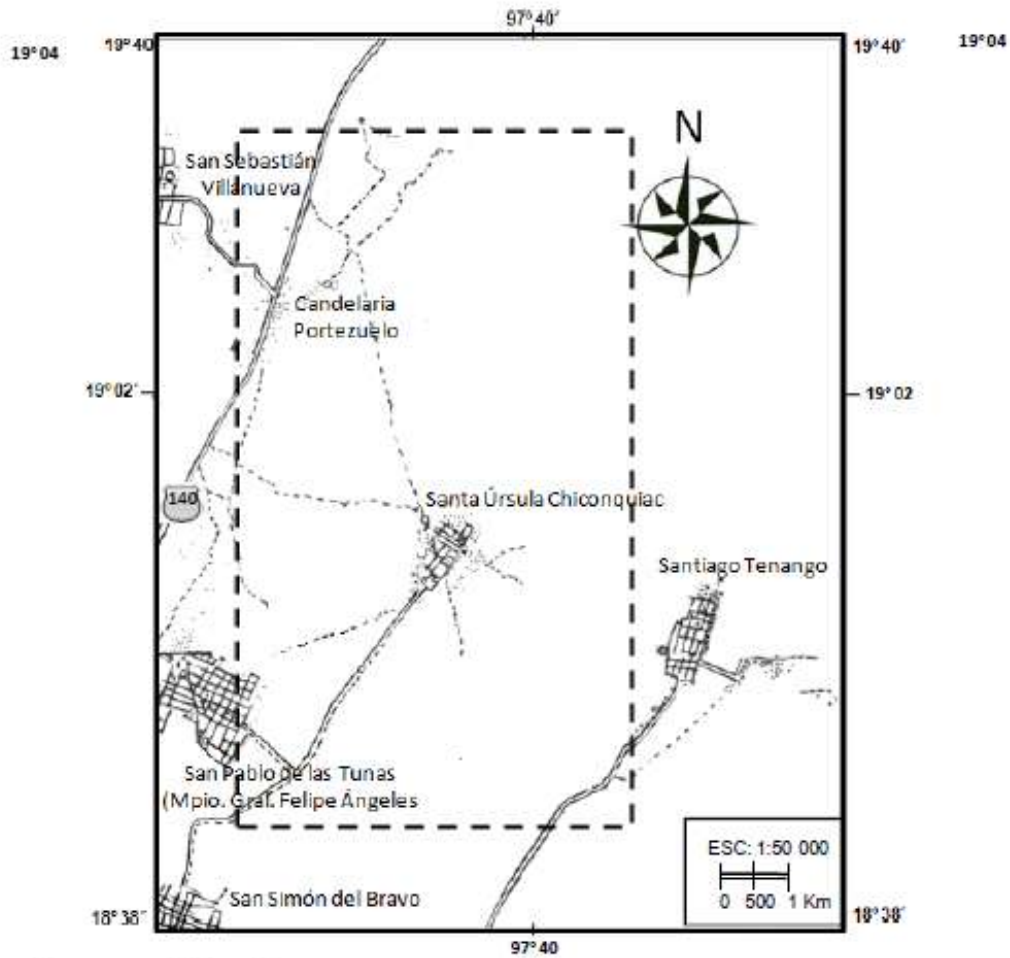 97° 40´
19° 04
19° 40
19° 40´
19° 04
N
San Sebastián
Villanueva
Candelaria
Portezuelo
19° 02´
19° 02
140
Santa Úrsula Chiconquiac
Santiago Tenango
San Pablo de las Tunas
(Mpio. Gral. Felipe Ángeles
ESC: 1:50 000
0 500 1 Km
San Simón del Bravo
18° 38´
18° 38´
97° 40